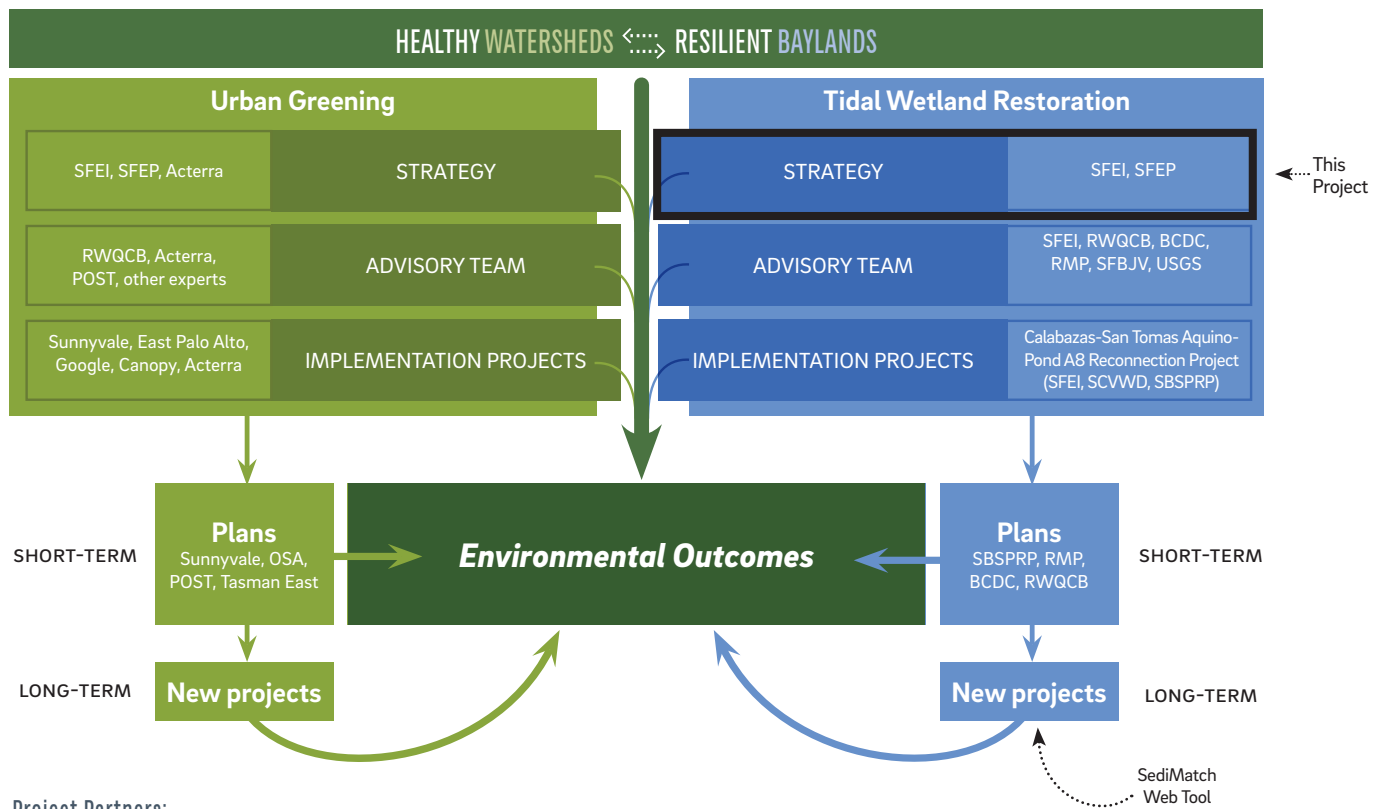 HEALTHY WATERSHEDS RESILIENT BAYLANDS
Urban Greening
SFEI, SFEP, Acterra
STRATEGY
RWQCB, Acterra,
POST, other experts
ADVISORY TEAM
Sunnyvale, East Palo Alto,
Google, Canopy, Acterra
IMPLEMENTATION PROJECTS
Tidal Wetland Restoration
STRATEGY
SFEI, SFEP
This
Project
ADVISORY TEAM
SFEI, RWQCB, BCDC,
RMP, SFBJV, USGS
IMPLEMENTATION PROJECTS
Calabazas-San Tomas Aquino-
Pond A8 Reconnection Project
(SFEI, SCVWD, SBSPRP)
SHORT-TERM
Plans
Sunnyvale, OSA,
POST, Tasman East
Environmental Outcomes
Plans
SBSPRP, RMP,
BCDC, RWQCB
SHORT-TERM
LONG-TERM
New projects
New projects
LONG-TERM
SediMatch
Web Tool
Project Partners: